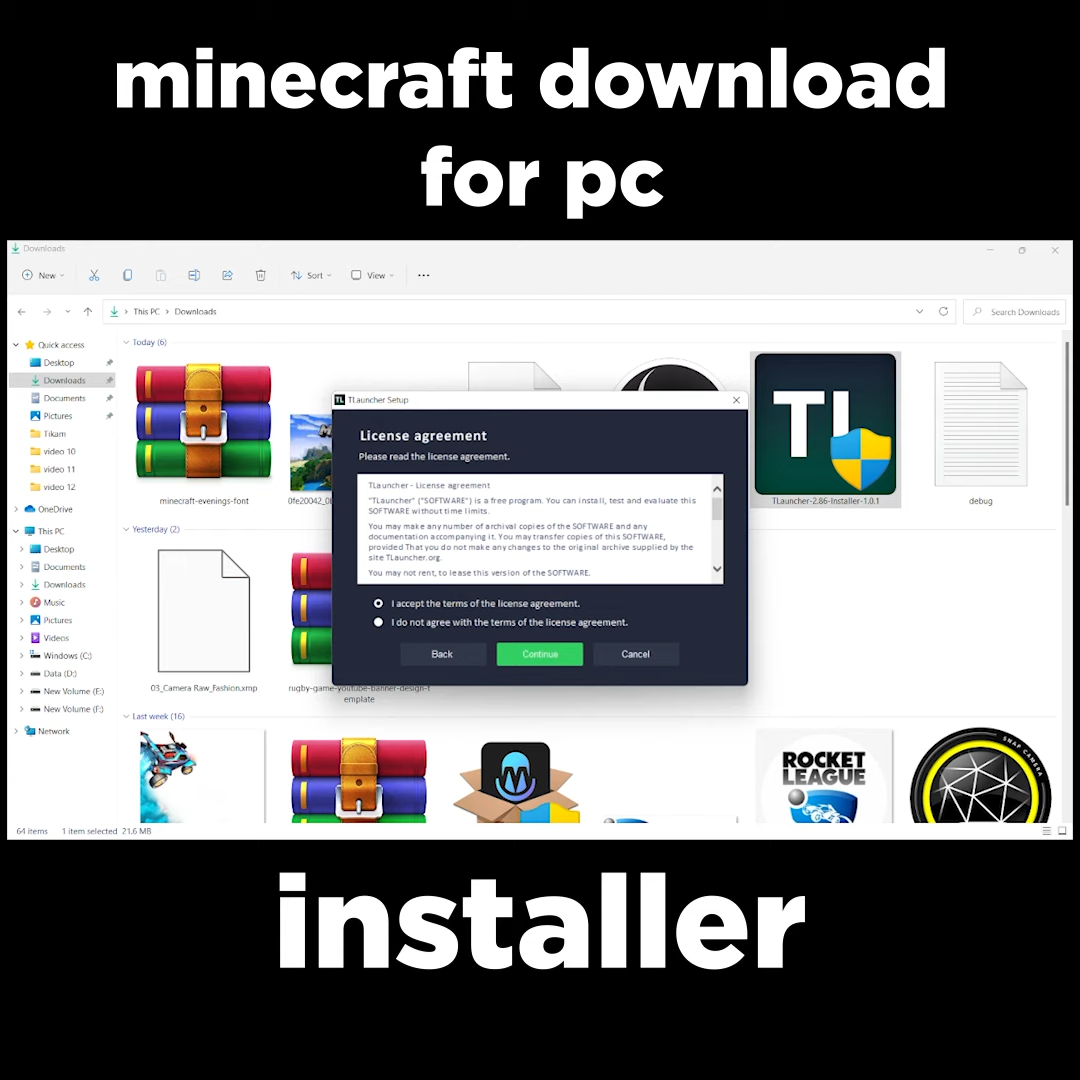 minecraft download
for pc
Downloads
New
Sort
View
This PC > Downloads
Search Downloads
Quick access
Desktop
Downloads
Documents
Pictures
Tikam
video 10
video 11
video 12
OneDrive
This PC
Desktop
Documents
Downloads
Music
Pictures
Videos
Windows (C:)
Data (D:)
New Volume (E:)
New Volume (F:)
Network
Today (6)
minecraft-evenings-font
TL
TLauncher-2.86-Installer-1.0.1
debug
Yesterday (2)
03_Camera Raw_Fashion.xmp
rugby-game-youtube-banner-design-t
emplate
Last week (16)
ROCKET
LEAGUE
SNAP CAMERA
TL TLauncher Setup
License agreement
Please read the license agreement.
TLauncher - License agreement
"TLauncher" ("SOFTWARE") is a free program. You can install, test and evaluate this
SOFTWARE without time limits.
You may make any number of archival copies of the SOFTWARE and any
documentation accompanying it. You may transfer copies of this SOFTWARE,
provided That you do not make any changes to the original archive supplied by the
site TLauncher.org.
You may not rent, to lease this version of the SOFTWARE.
I accept the terms of the license agreement.
I do not agree with the terms of the license agreement.
Back
Continue
Cancel
64 items 1 item selected 21.6 MB
installer